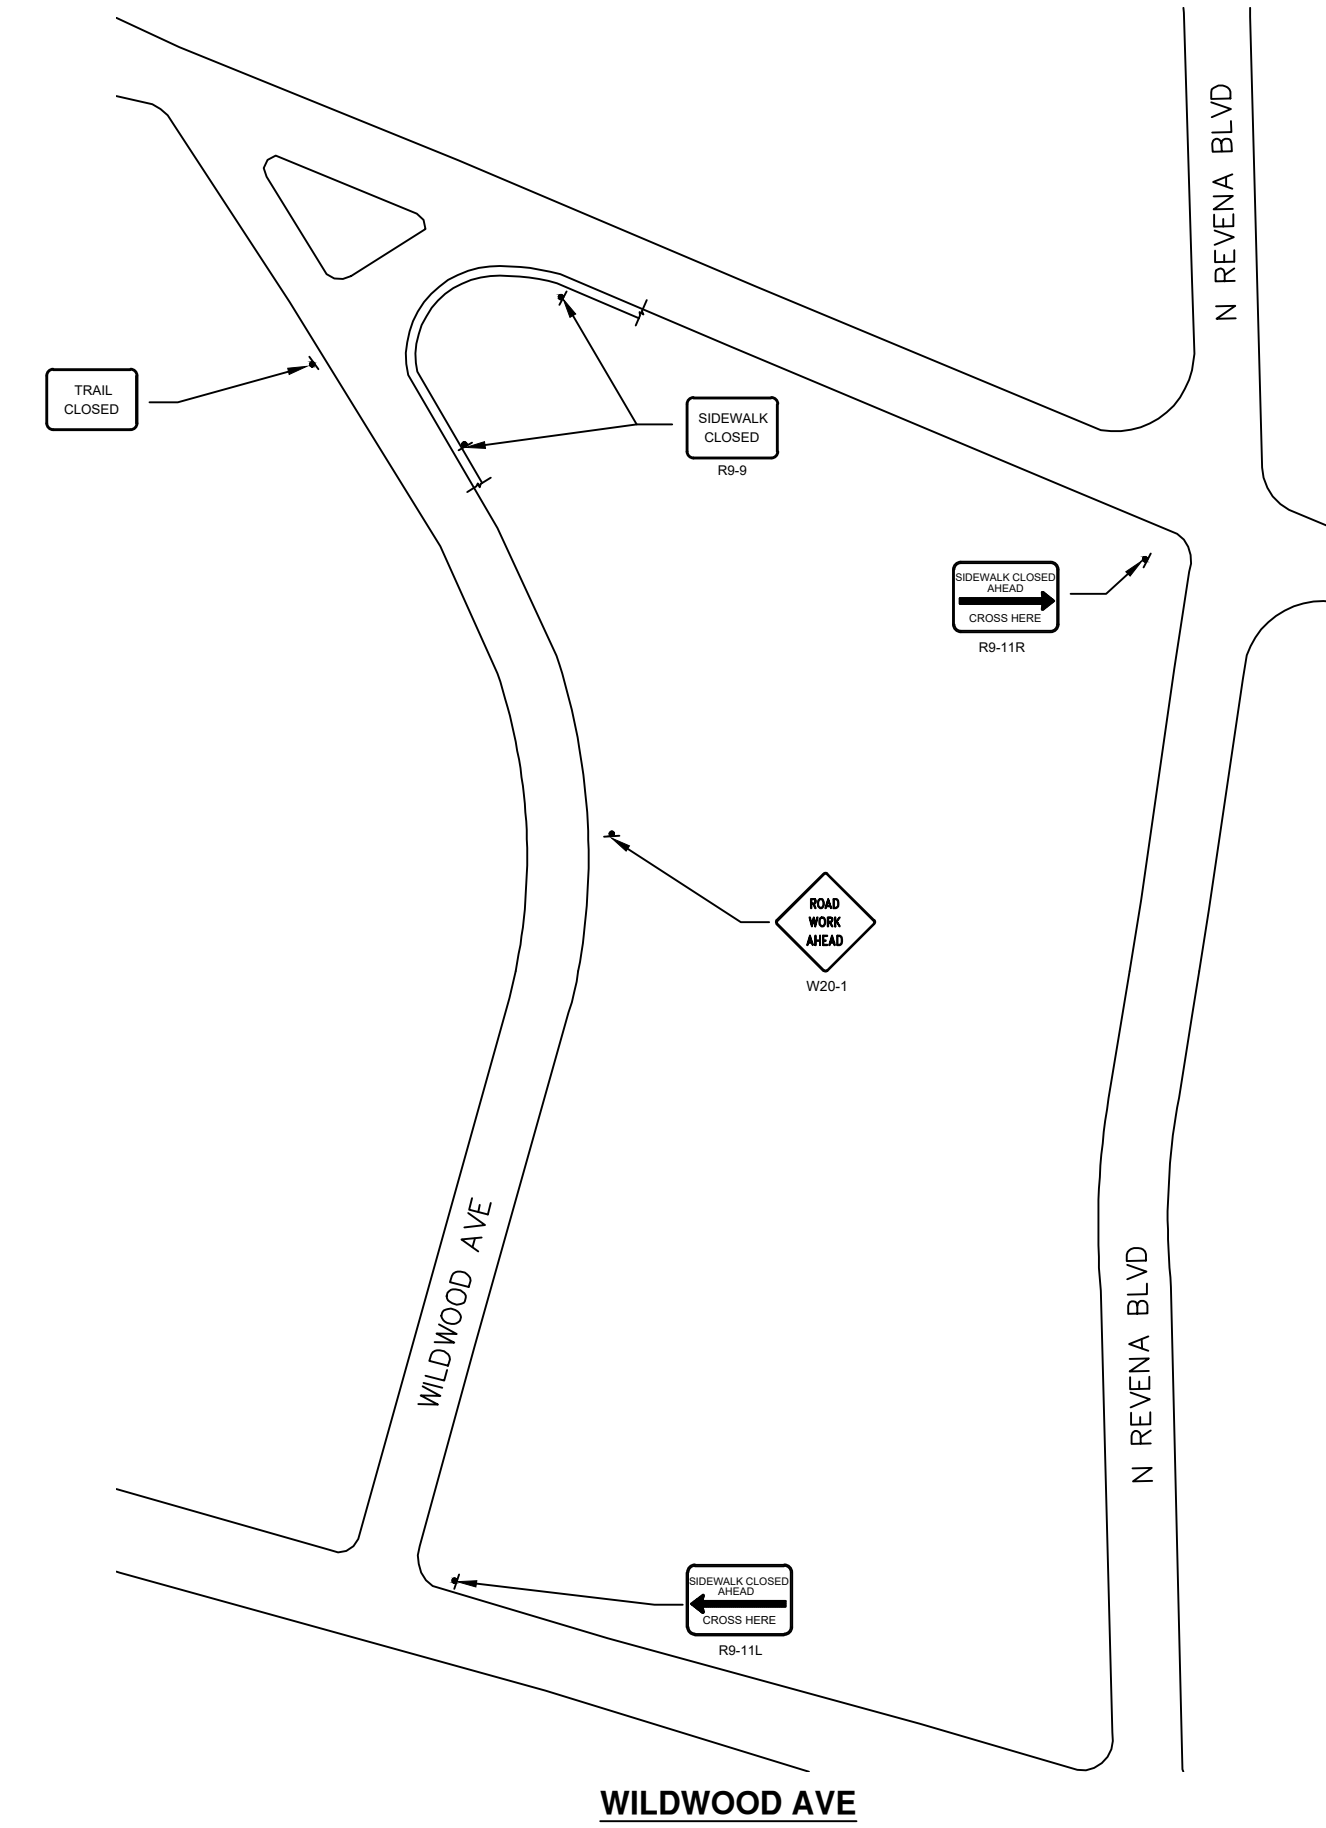 N REVENA BLVD
TRAIL
CLOSED
SIDEWALK
CLOSED
R9-9
SIDEWALK CLOSED
AHEAD
CROSS HERE
R9-11R
ROAD
WORK
AHEAD
W20-1
WILDWOOD AVE
N REVENA BLVD
SIDEWALK CLOSED
AHEAD
CROSS HERE
R9-11L
WILDWOOD AVE